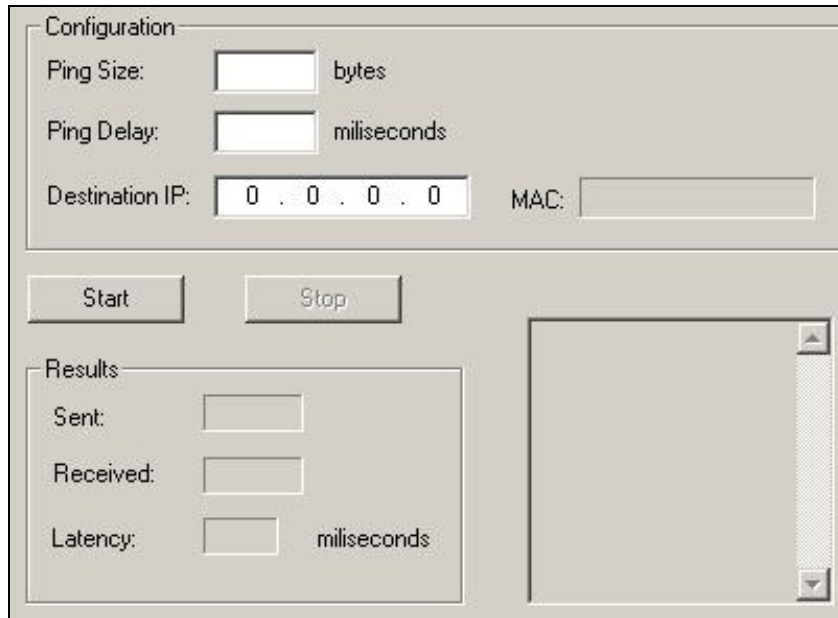 Configuration
Ping Size: bytes
Ping Delay: miliseconds
Destination IP: 0 . 0 . 0 . 0 MAC:
Start Stop
Results
Sent:
Received:
Latency: miliseconds